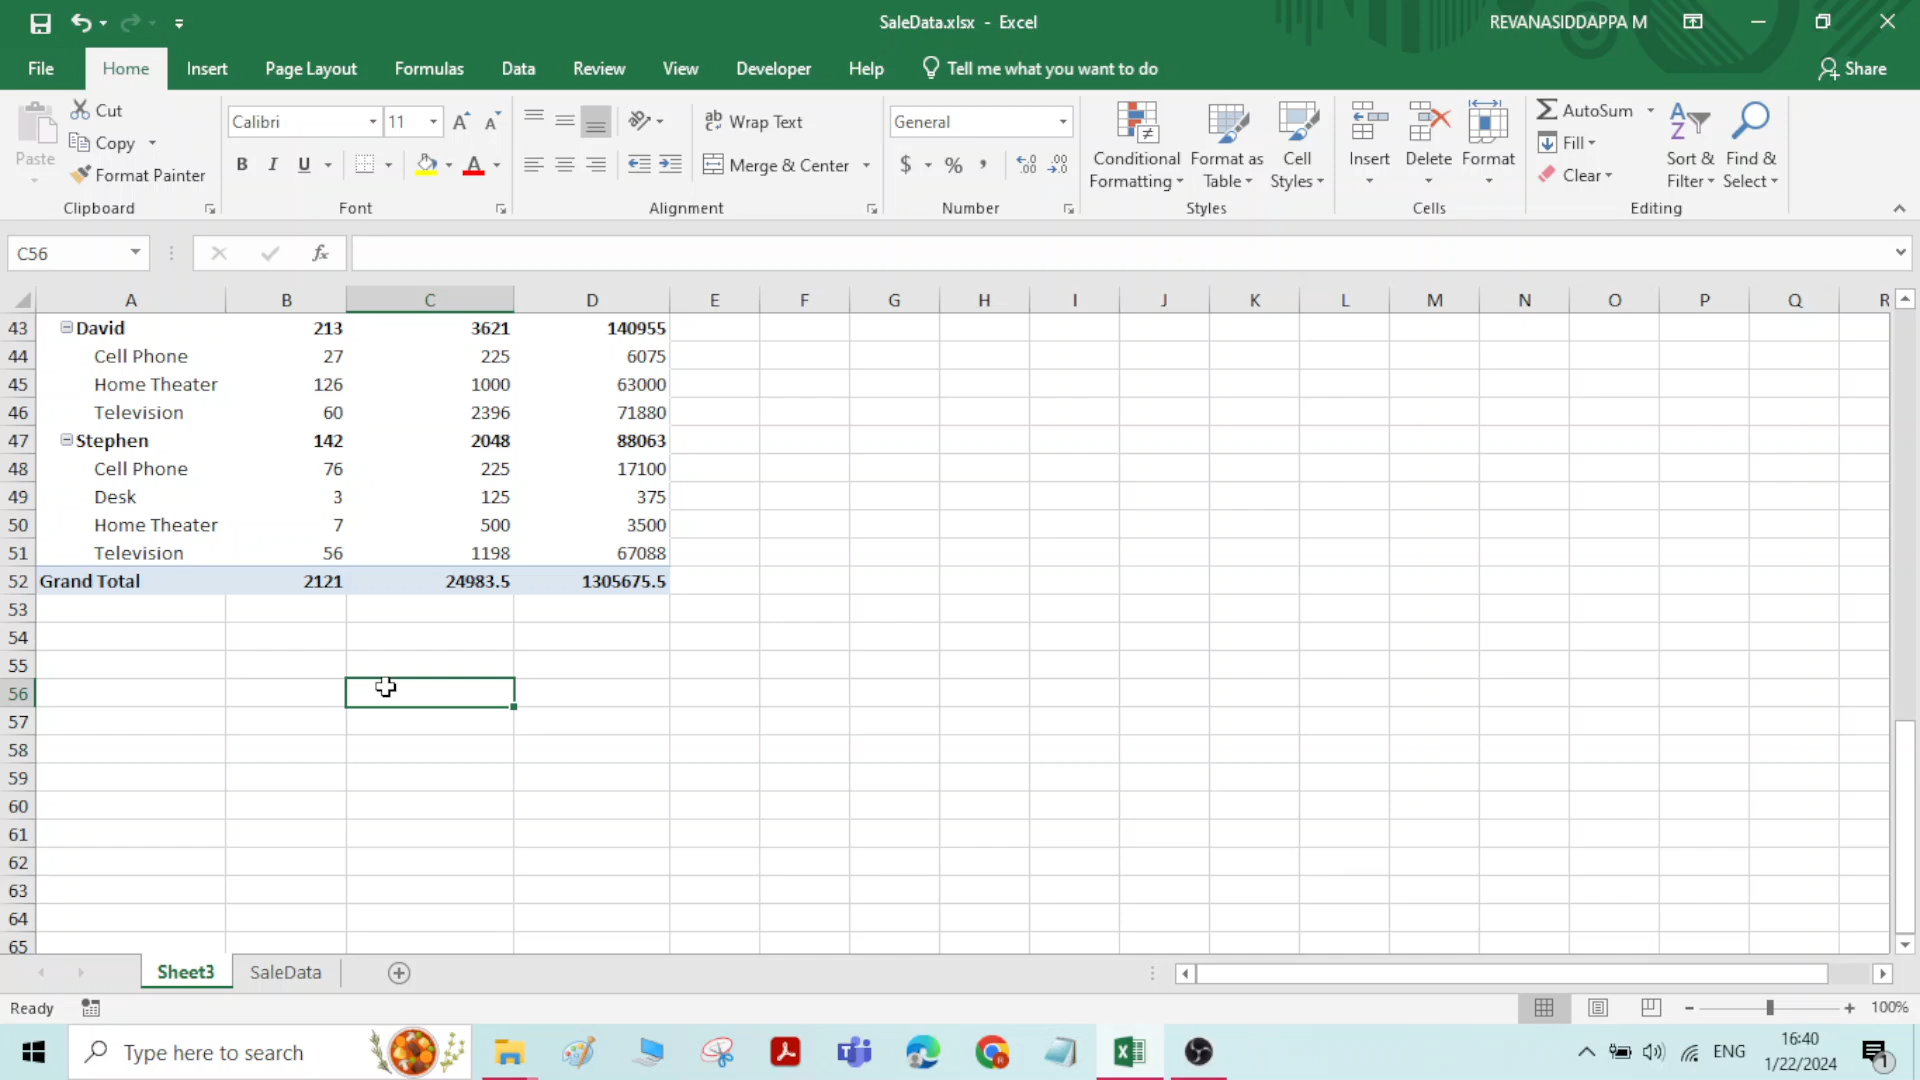 SaleData.xlsx - Excel
REVANASIDDAPPA M
File Home Insert Page Layout Formulas Data Review View Developer Help Tell me what you want to do Share
Paste Cut Copy Format Painter
Calibri 11
B I U A
ab Wrap Text
Merge & Center
General
$ % ,
Conditional Formatting
Format as Table
Cell Styles
Insert Delete Format
AutoSum
Fill
Clear
Sort & Filter
Find & Select
Clipboard Font Alignment Number Styles Cells Editing
C56 fx
A B C D E F G H I J K L M N O P Q R
43 David 213 3621 140955
44 Cell Phone 27 225 6075
45 Home Theater 126 1000 63000
46 Television 60 2396 71880
47 Stephen 142 2048 88063
48 Cell Phone 76 225 17100
49 Desk 3 125 375
50 Home Theater 7 500 3500
51 Television 56 1198 67088
52 Grand Total 2121 24983.5 1305675.5
53
54
55
56
57
58
59
60
61
62
63
64
65
Sheet3 SaleData
Ready 100%
Type here to search
ENG
16:40
1/22/2024
1